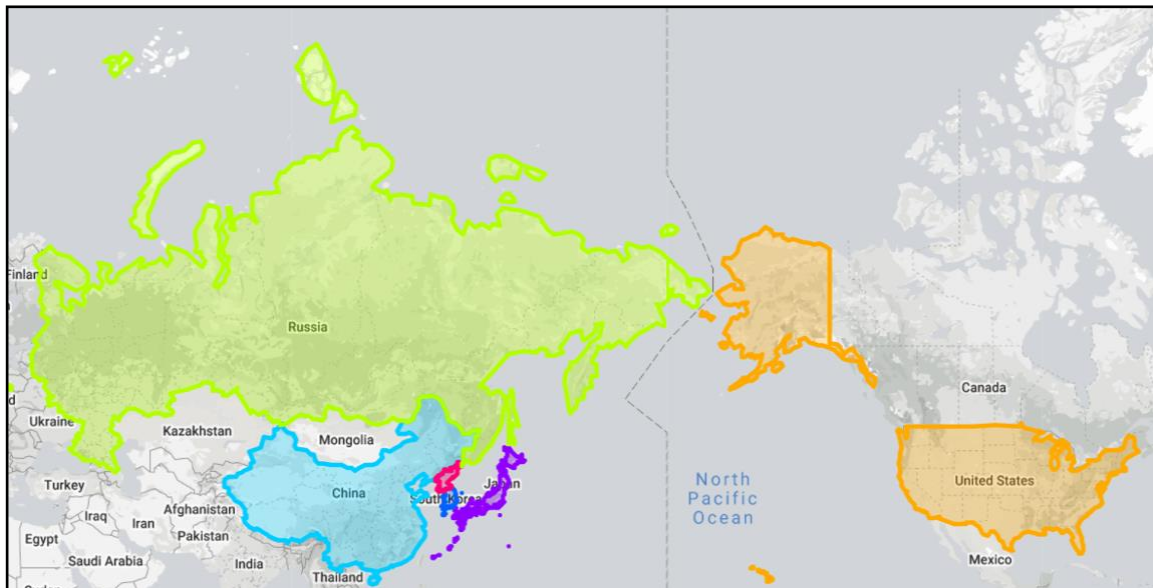 Finland
Russia
Canada
Ukraine
Kazakhstan
Mongolia
Turkey
China
South Korea
Japan
North
Pacific
Ocean
United States
Iraq
Iran
Afghanistan
Pakistan
Egypt
Saudi Arabia
India
Thailand
Mexico